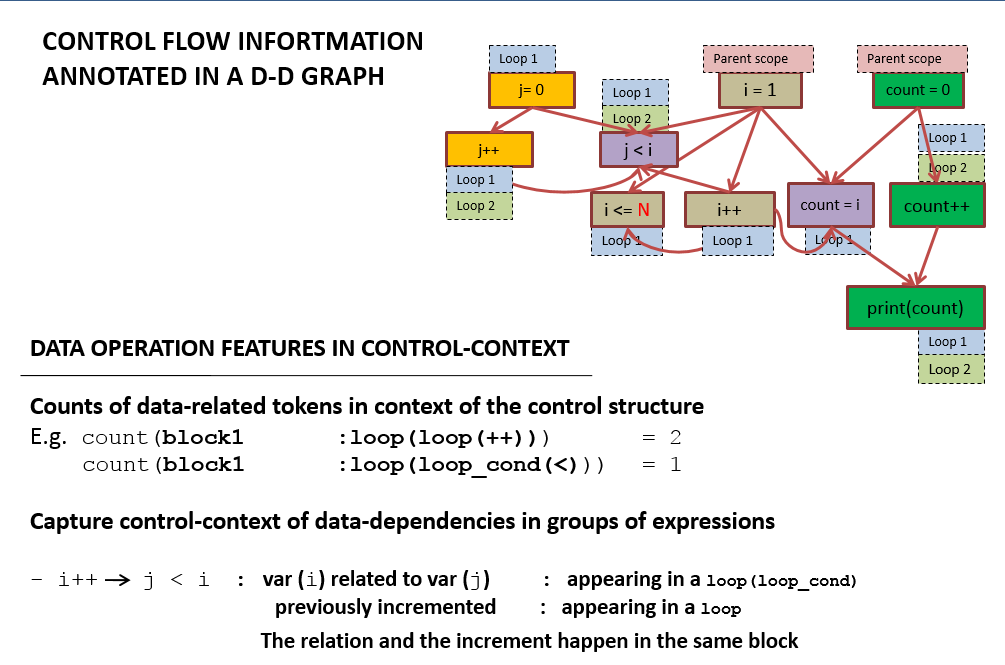 CONTROL FLOW INFORTMATION
ANNOTATED IN A D-D GRAPH
Loop 1
j= 0
Loop 1
Loop 2
Parent scope
i = 1
Parent scope
count = 0
j++
Loop 1
Loop 2
j < i
Loop 1
Loop 2
i <= N
Loop 1
i++
Loop 1
count = i
Loop 1
count++
print(count)
Loop 1
Loop 2
DATA OPERATION FEATURES IN CONTROL-CONTEXT
Counts of data-related tokens in context of the control structure
E.g. count(block1 :loop(loop(++))) = 2
count(block1 :loop(loop_cond(<))) = 1
Capture control-context of data-dependencies in groups of expressions
– i++ → j < i : var (i) related to var (j) : appearing in a loop(loop_cond)
previously incremented : appearing in a loop
The relation and the increment happen in the same block